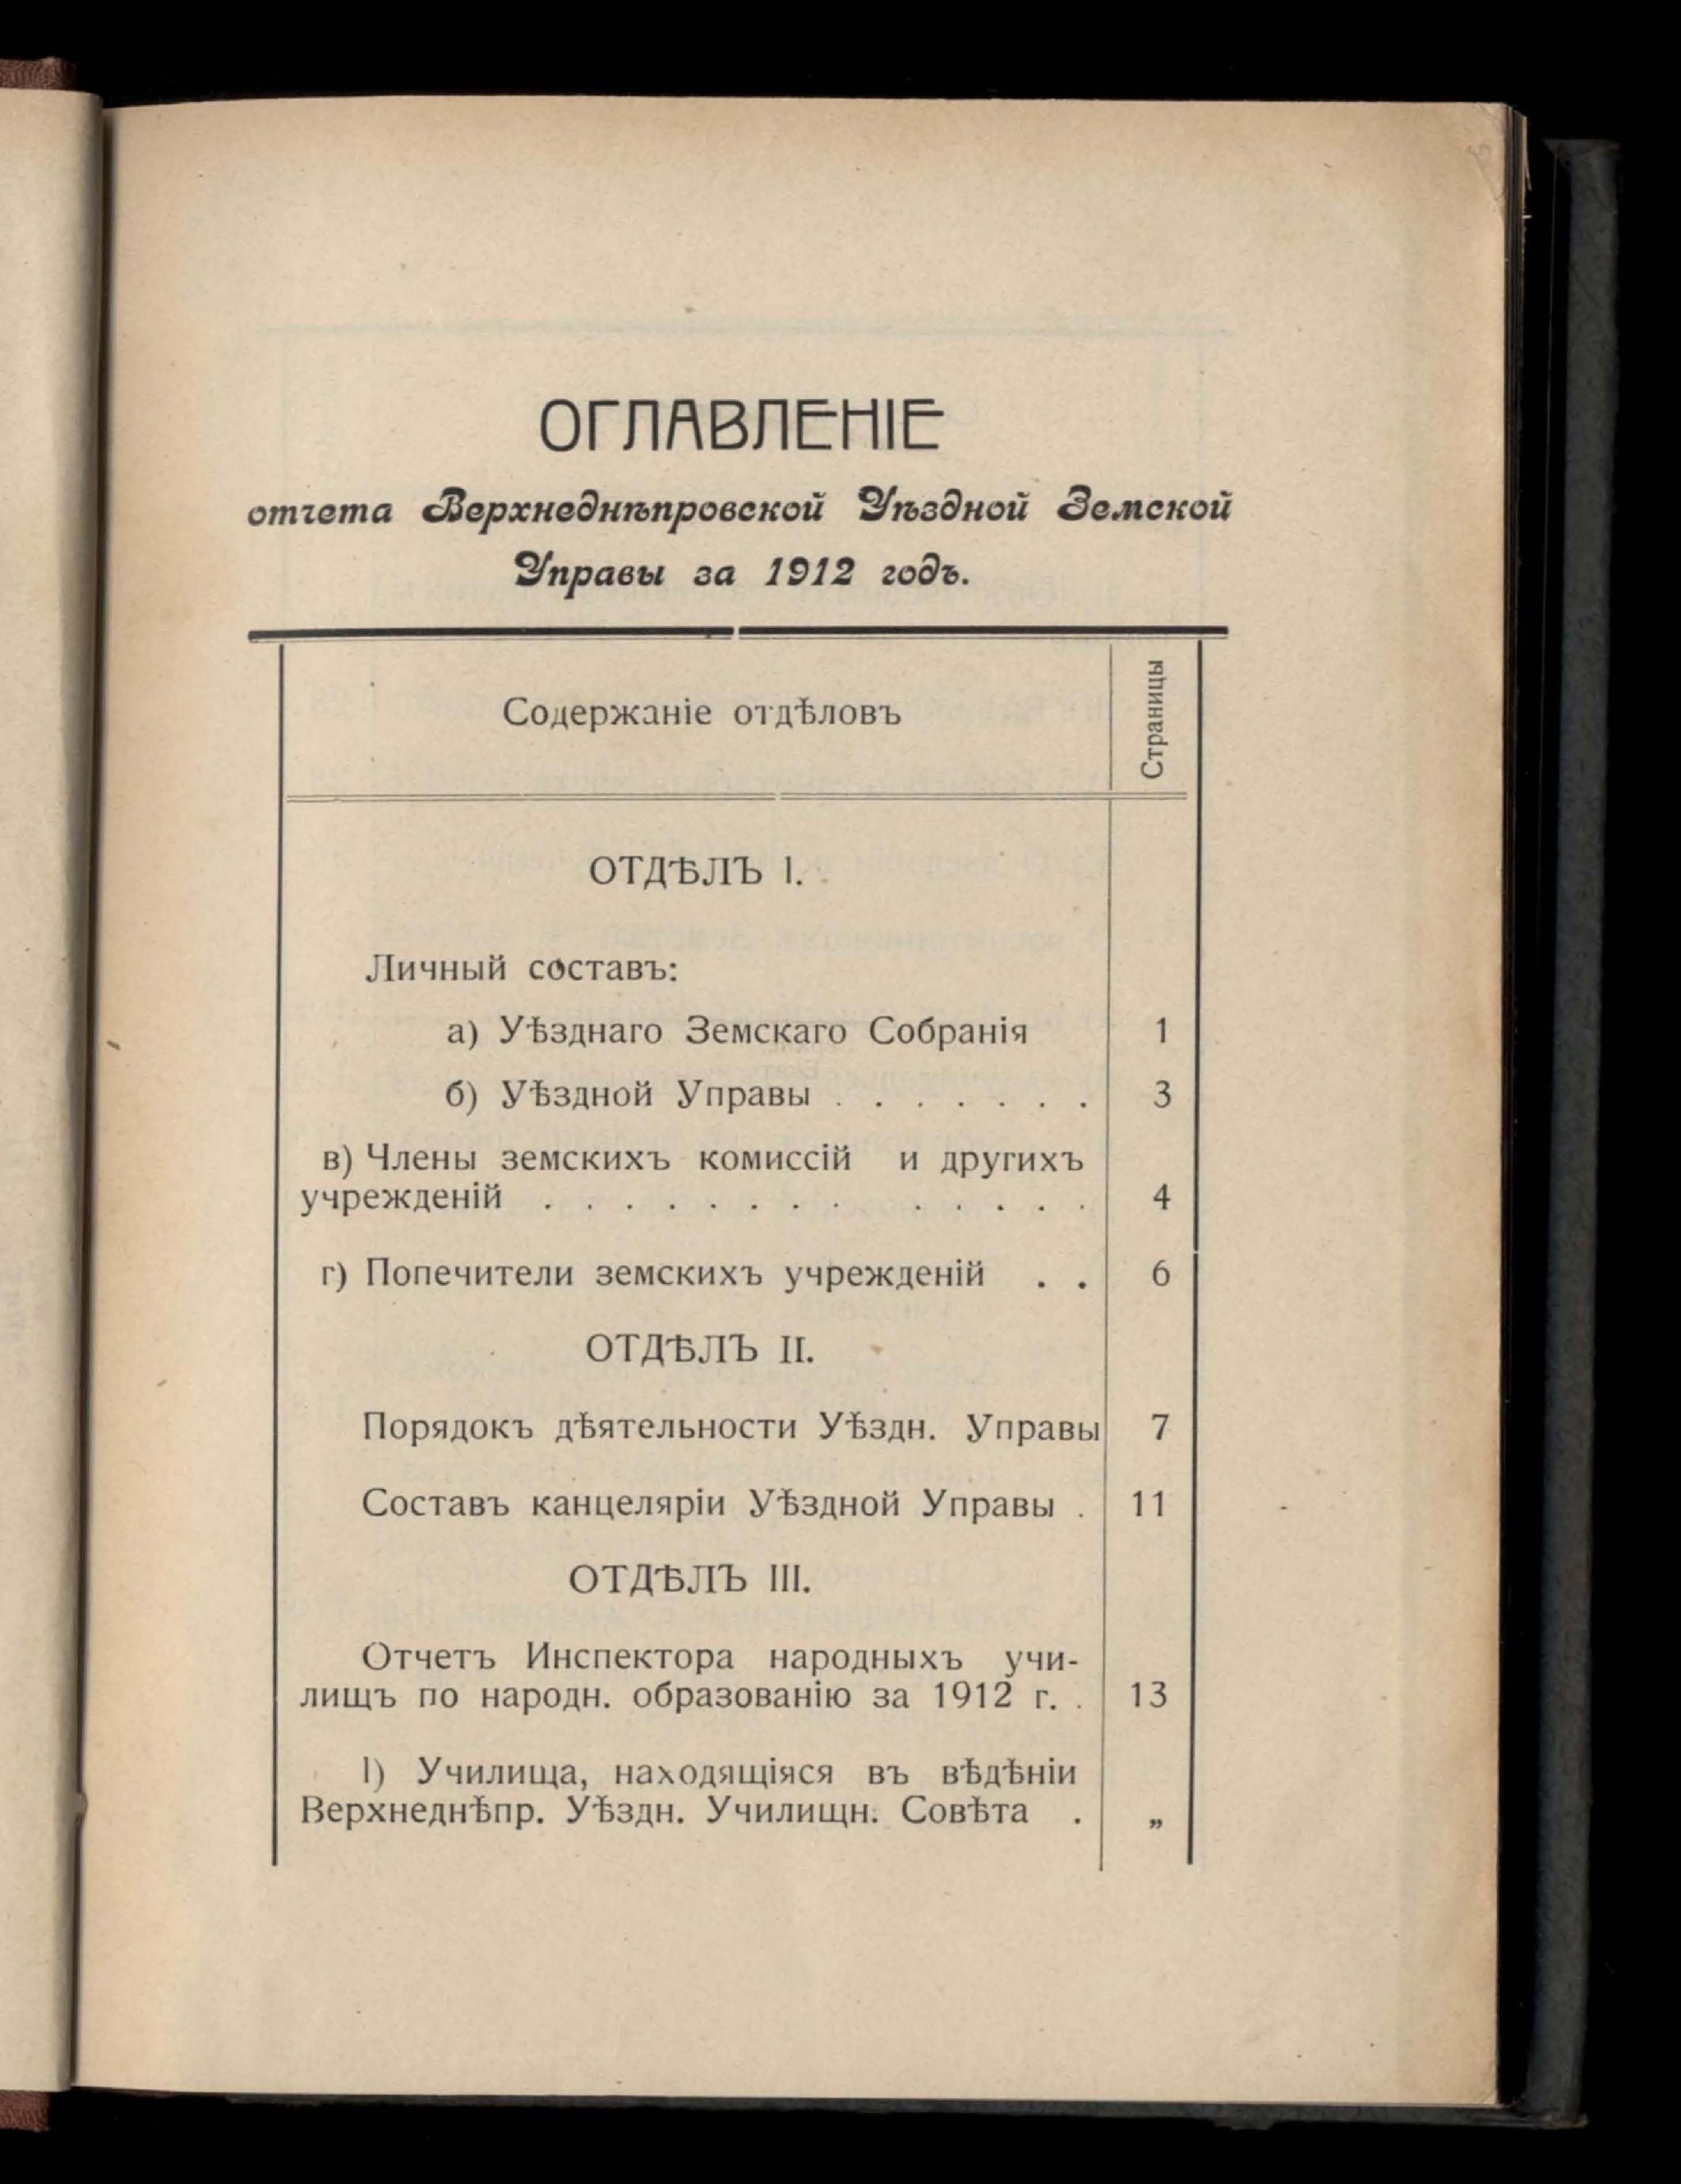 ОГЛАВЛЕНІЕ
отчета Верхнеднѣпровской Уѣздной Земской
Управы за 1912 годъ.
Содержаніе отдѣловъ
Страницы
ОТДѢЛЪ I.
Личный составъ:
а) Уѣзднаго Земскаго Собранія 1
б) Уѣздной Управы . . . . . . . 3
в) Члены земскихъ комиссій и другихъ
учрежденій . . . . . . . . . . . . . 4
г) Попечители земскихъ учрежденій . . 6
ОТДѢЛЪ II.
Порядокъ дѣятельности Уѣздн. Управы 7
Составъ канцеляріи Уѣздной Управы . 11
ОТДѢЛЪ III.
Отчетъ Инспектора народныхъ учи-
лищъ по народн. образованію за 1912 г. . 13
I) Училища, находящіяся въ вѣдѣніи
Верхнеднѣпр. Уѣздн. Училищн. Совѣта . „